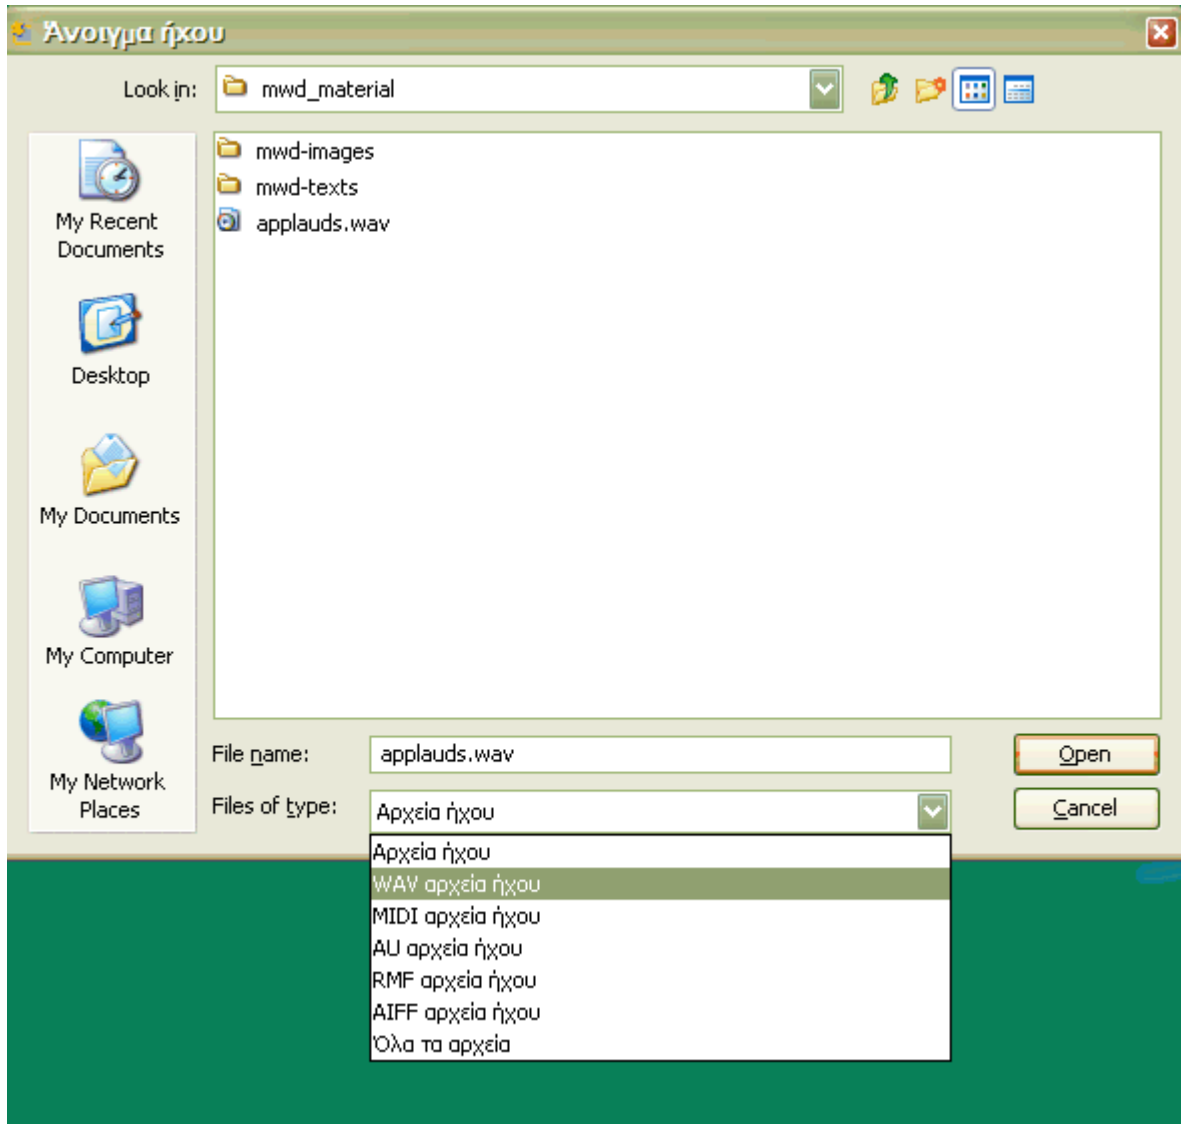 Άνοιγμα ήχου
Look in:
mwd_material
My Recent
Documents
Desktop
My Documents
My Computer
My Network
Places
mwd-images
mwd-texts
applauds.wav
File name:
applauds.wav
Open
Files of type:
Αρχεία ήχου
Cancel
Αρχεία ήχου
WAV αρχεία ήχου
MIDI αρχεία ήχου
AU αρχεία ήχου
RMF αρχεία ήχου
AIFF αρχεία ήχου
Όλα τα αρχεία